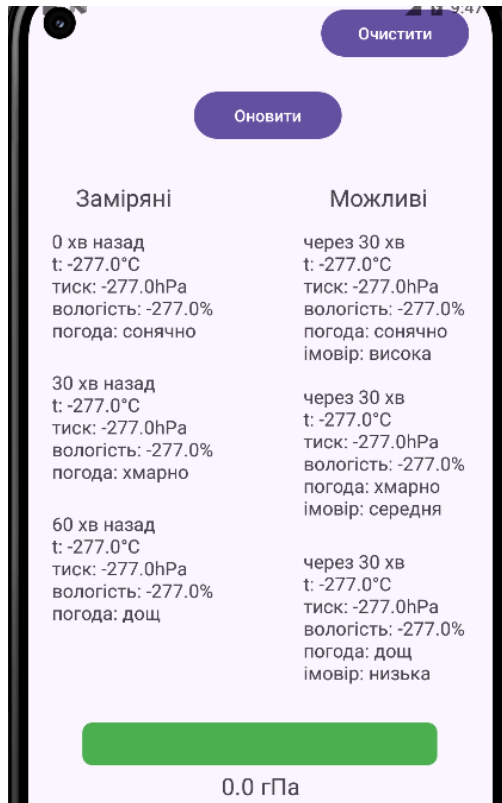 9:47
Очистити
Оновити
Заміряні
0 хв назад
t: -277.0°C
тиск: -277.0hPa
вологість: -277.0%
погода: сонячно
30 хв назад
t: -277.0°C
тиск: -277.0hPa
вологість: -277.0%
погода: хмарно
60 хв назад
t: -277.0°C
тиск: -277.0hPa
вологість: -277.0%
погода: дощ
Можливі
через 30 хв
t: -277.0°C
тиск: -277.0hPa
вологість: -277.0%
погода: сонячно
імовір: висока
через 30 хв
t: -277.0°C
тиск: -277.0hPa
вологість: -277.0%
погода: хмарно
імовір: середня
через 30 хв
t: -277.0°C
тиск: -277.0hPa
вологість: -277.0%
погода: дощ
імовір: низька
0.0 гПа